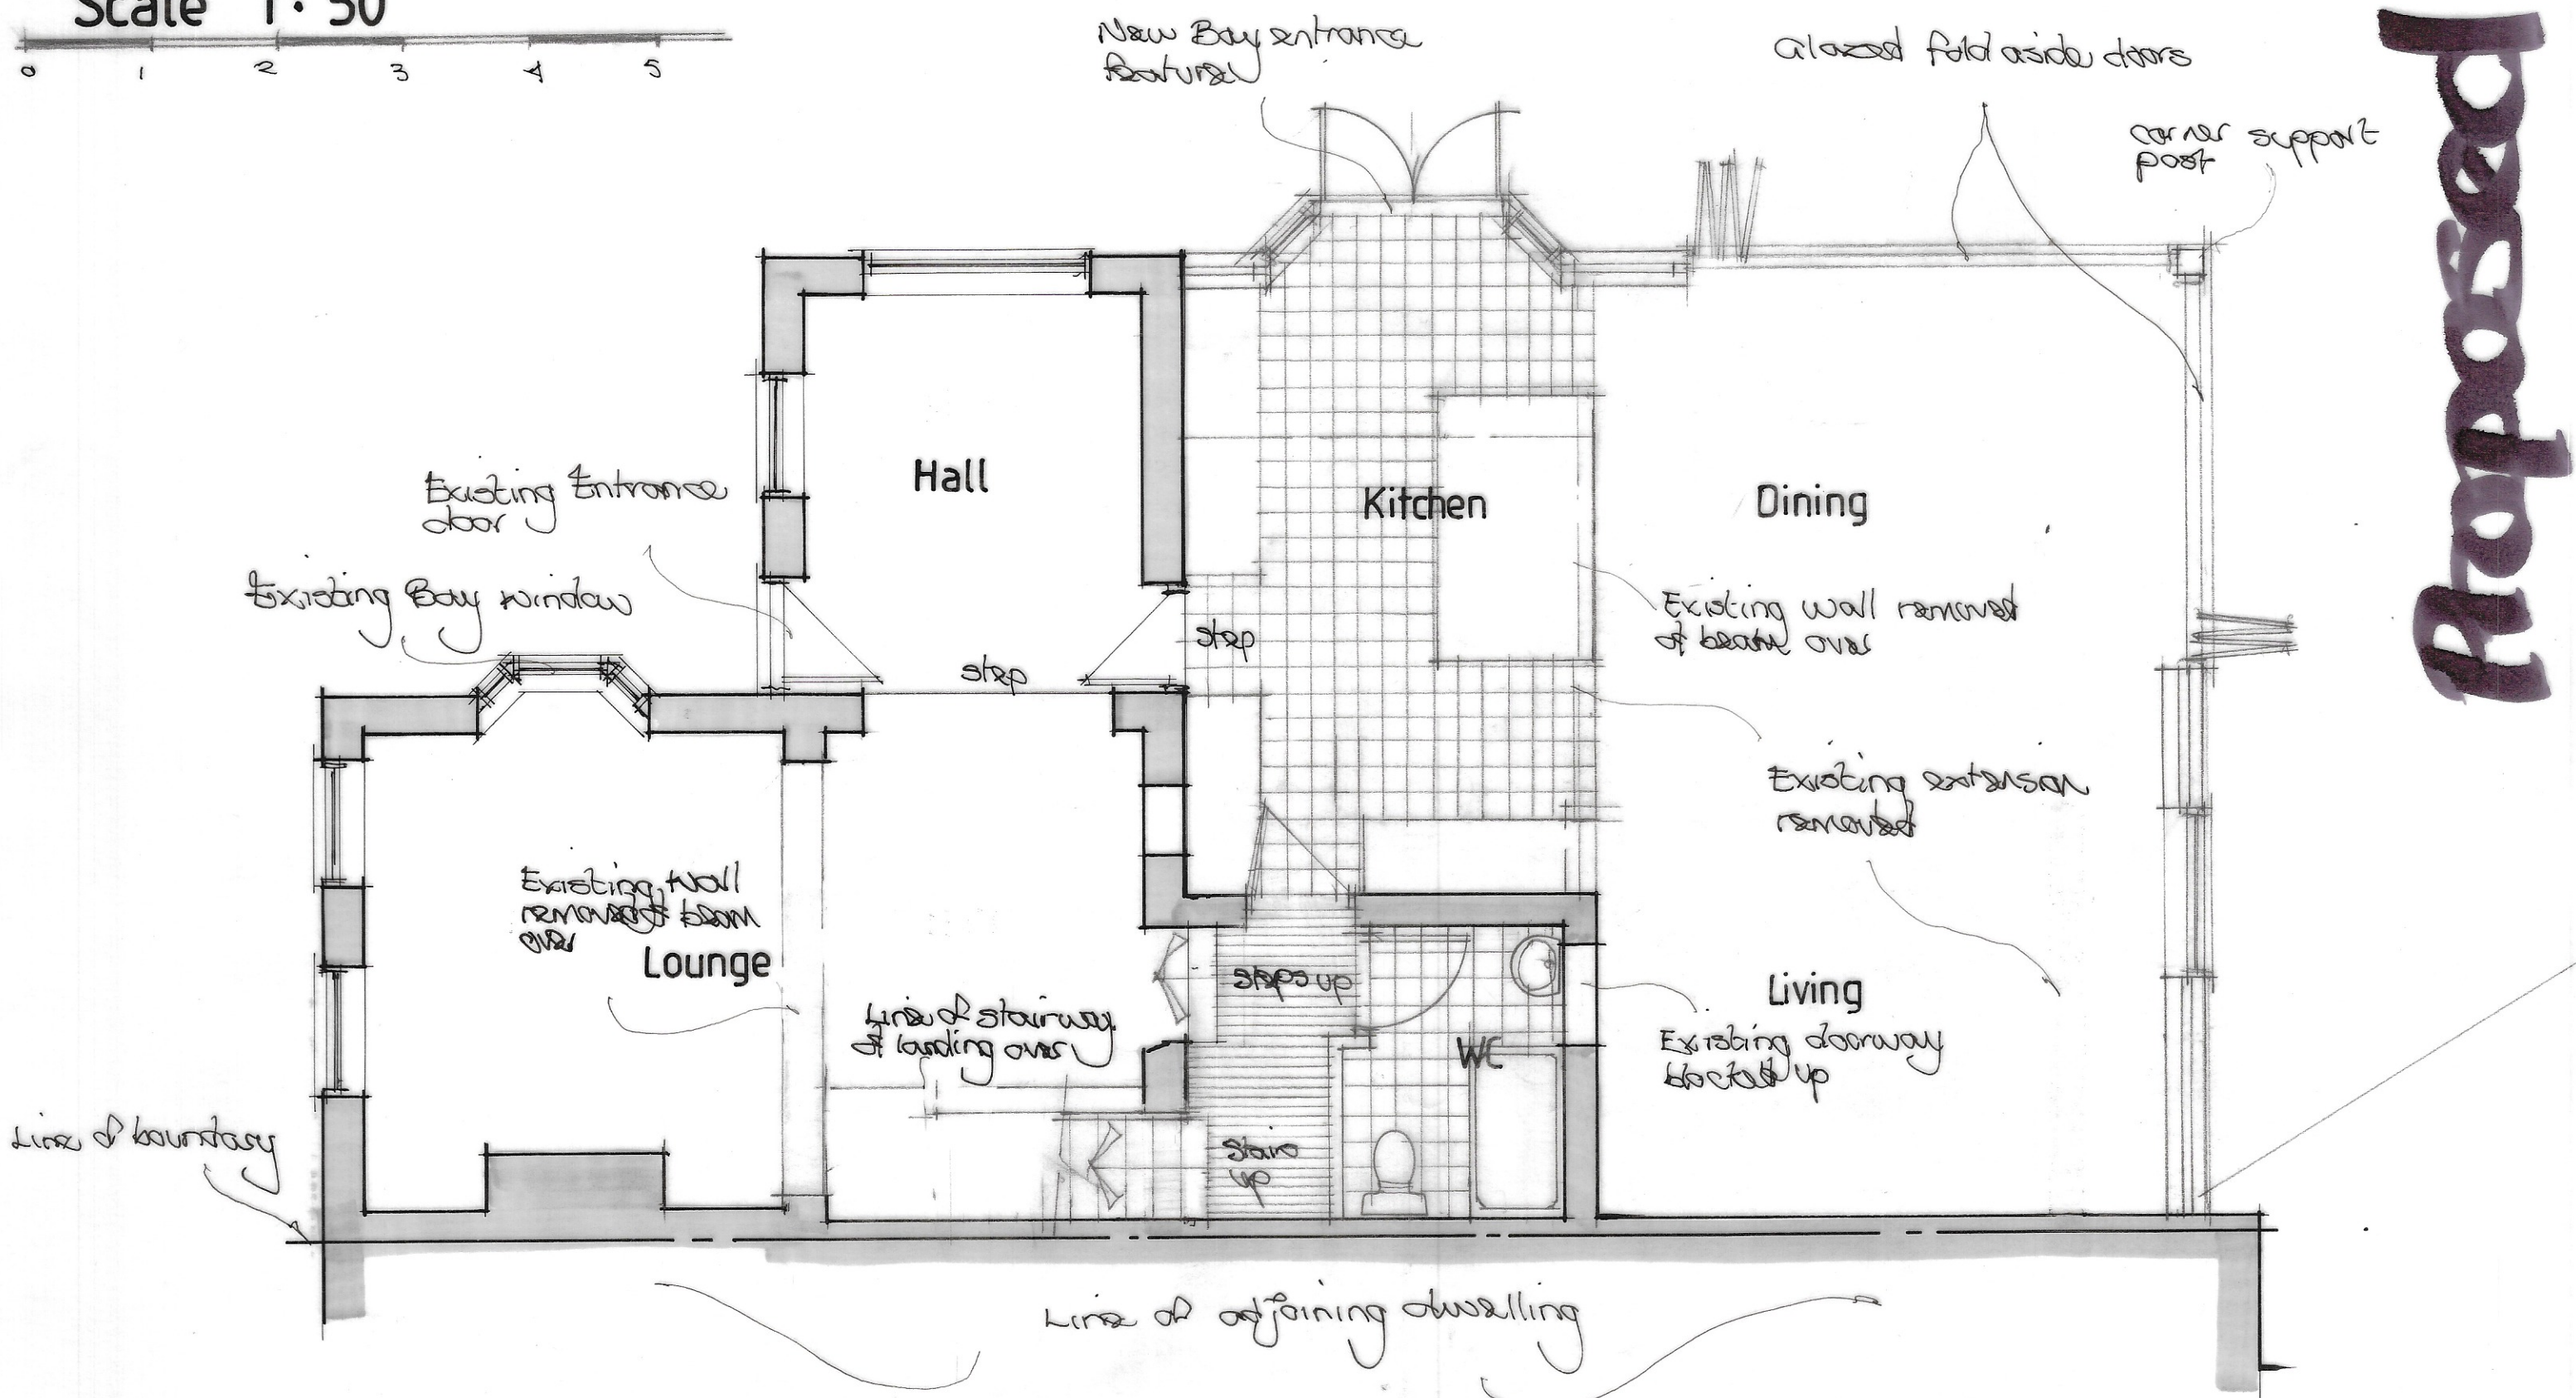 Scale 1 : 50
0 1 2 3 4 5
New Bay entrance
feature
Glazed fold aside doors
corner support
post
Proposed
Existing Entrance
door
Hall
Kitchen
Dining
Existing Bay window
step
step
Existing wall removed
& beam over
Existing extension
removed
Existing wall
removed & beam
over
Lounge
Line of stairway
& landing over
steps up
WC
Living
Existing doorway
blocked up
Line of boundary
Stairs
up
Line of adjoining dwelling